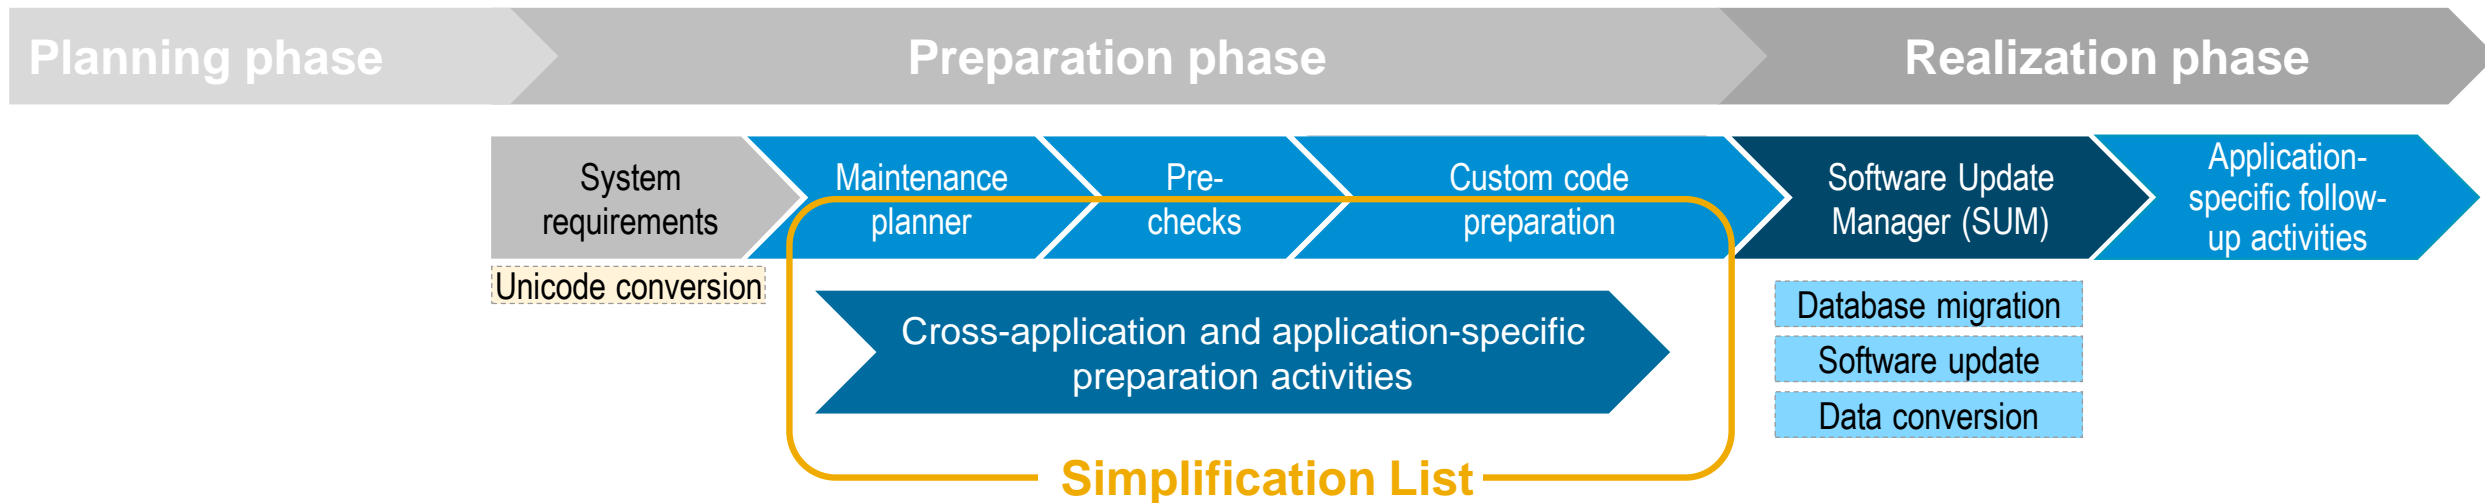 Planning phase
Preparation phase
Realization phase
System
requirements
Maintenance
planner
Pre-
checks
Custom code
preparation
Software Update
Manager (SUM)
Application-
specific follow-
up activities
Unicode conversion
Cross-application and application-specific
preparation activities
Database migration
Software update
Data conversion
Simplification List